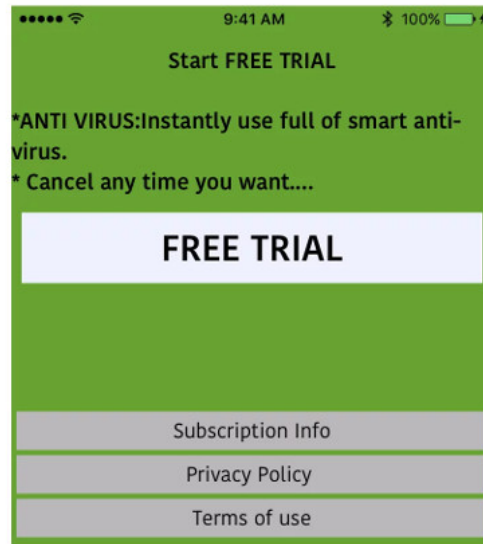 9:41 AM
100%
Start FREE TRIAL
*ANTI VIRUS:Instantly use full of smart anti-
virus.
* Cancel any time you want....
FREE TRIAL
Subscription Info
Privacy Policy
Terms of use